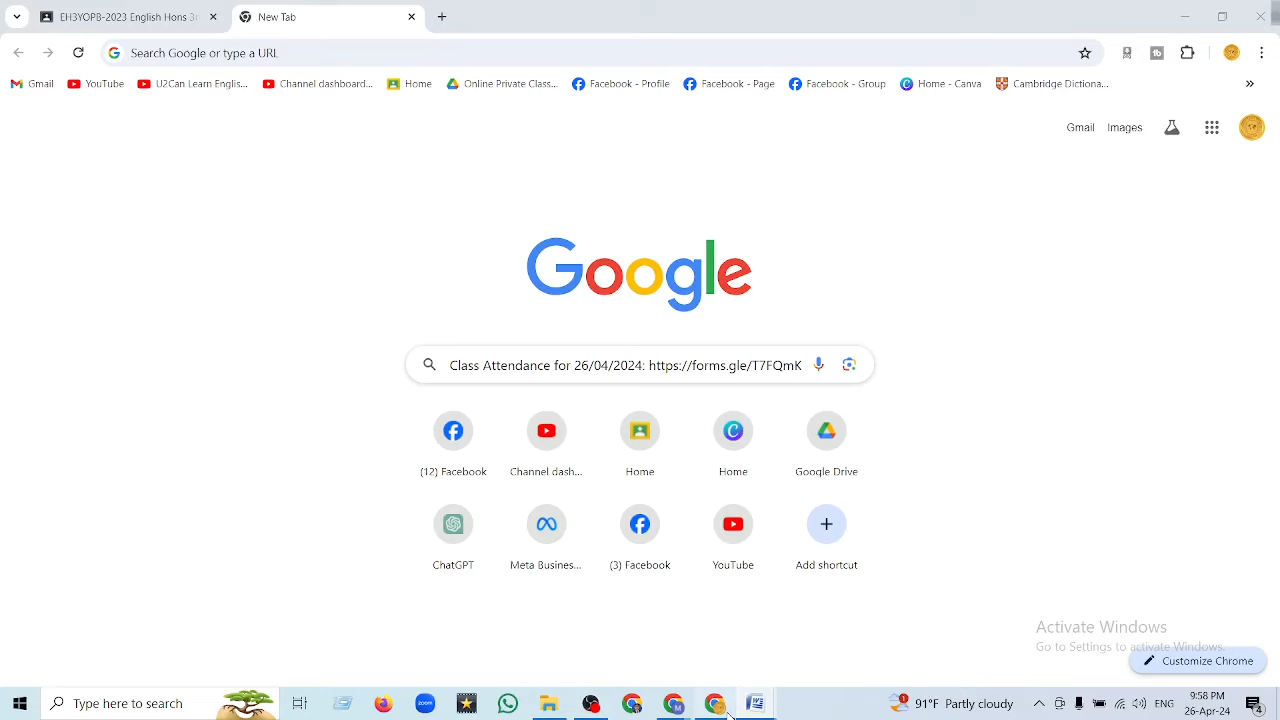 EH3YOPB-2023 English Hons 3r
New Tab
Search Google or type a URL
Gmail
YouTube
U2Can Learn Englis...
Channel dashboard...
Home
Online Private Class...
Facebook - Profile
Facebook - Page
Facebook - Group
Home - Canva
Cambridge Dictiona...
Gmail
Images
Google
Class Attendance for 26/04/2024: https://forms.gle/T7FQmK
(12) Facebook
Channel dash...
Home
Home
Google Drive
ChatGPT
Meta Busines...
(3) Facebook
YouTube
Add shortcut
Activate Windows
Go to Settings to activate Windows.
Customize Chrome
Type here to search
zoom
91°F Partly cloudy
ENG
9:58 PM
26-Apr-24